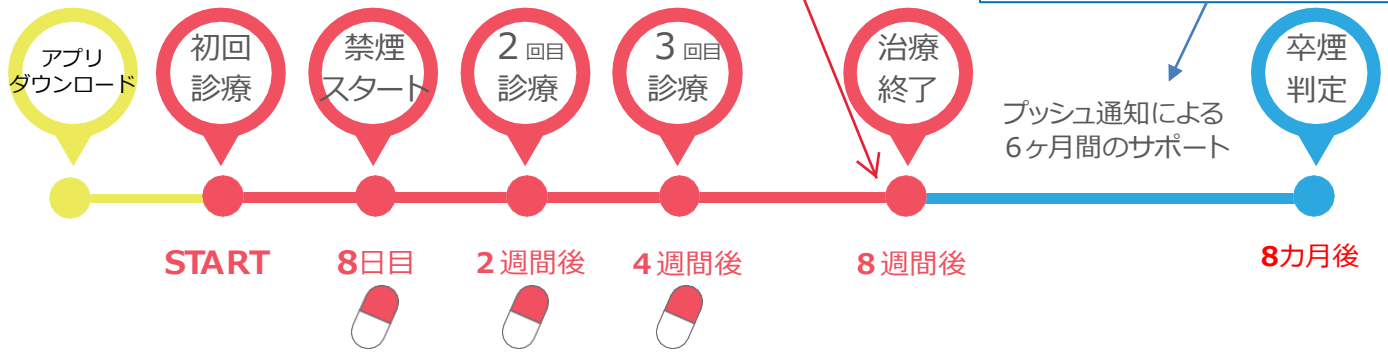 アプリ
ダウンロード
初回
診療
禁煙
スタート
2 回目
診療
3 回目
診療
治療
終了
プッシュ通知による
6ヶ月間のサポート
卒煙
判定
START
8日目
2週間後
4週間後
8週間後
8カ月後